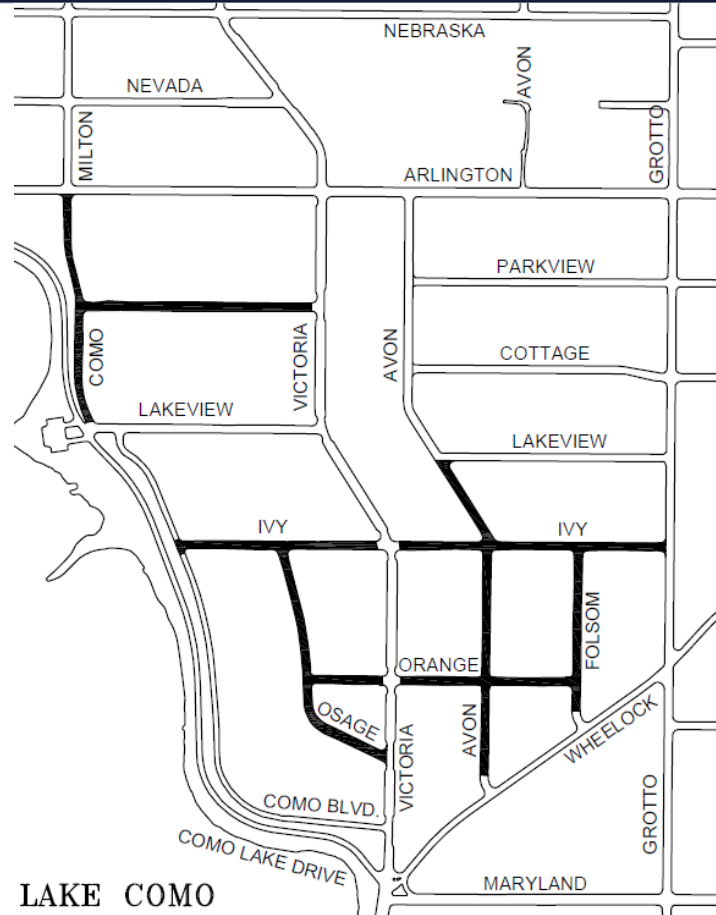 NEBRASKA
NEVADA
AVON
MILTON
GROTTO
ARLINGTON
PARKVIEW
COMO
VICTORIA
AVON
COTTAGE
LAKEVIEW
LAKEVIEW
IVY
IVY
FOLSOM
ORANGE
OSAGE
AVON
WHEELOCK
VICTORIA
GROTTO
COMO BLVD.
COMO LAKE DRIVE
MARYLAND
LAKE COMO